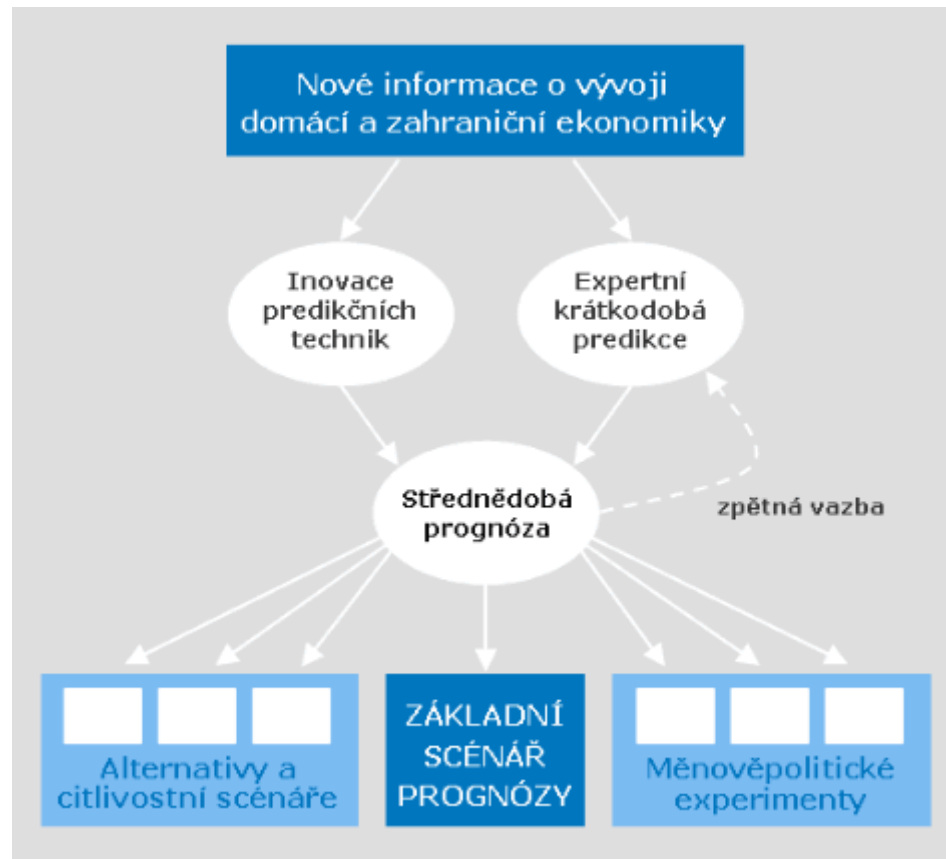 Nové informace o vývoji
domácí a zahraniční ekonomiky
Inovace
predikčních
technik
Expertní
krátkodobá
predikce
Střednědobá
prognóza
zpětná vazba
Alternativy a
citlivostní scénáře
ZÁKLADNÍ
SCÉNÁŘ
PROGNÓZY
Měnověpolitické
experimenty